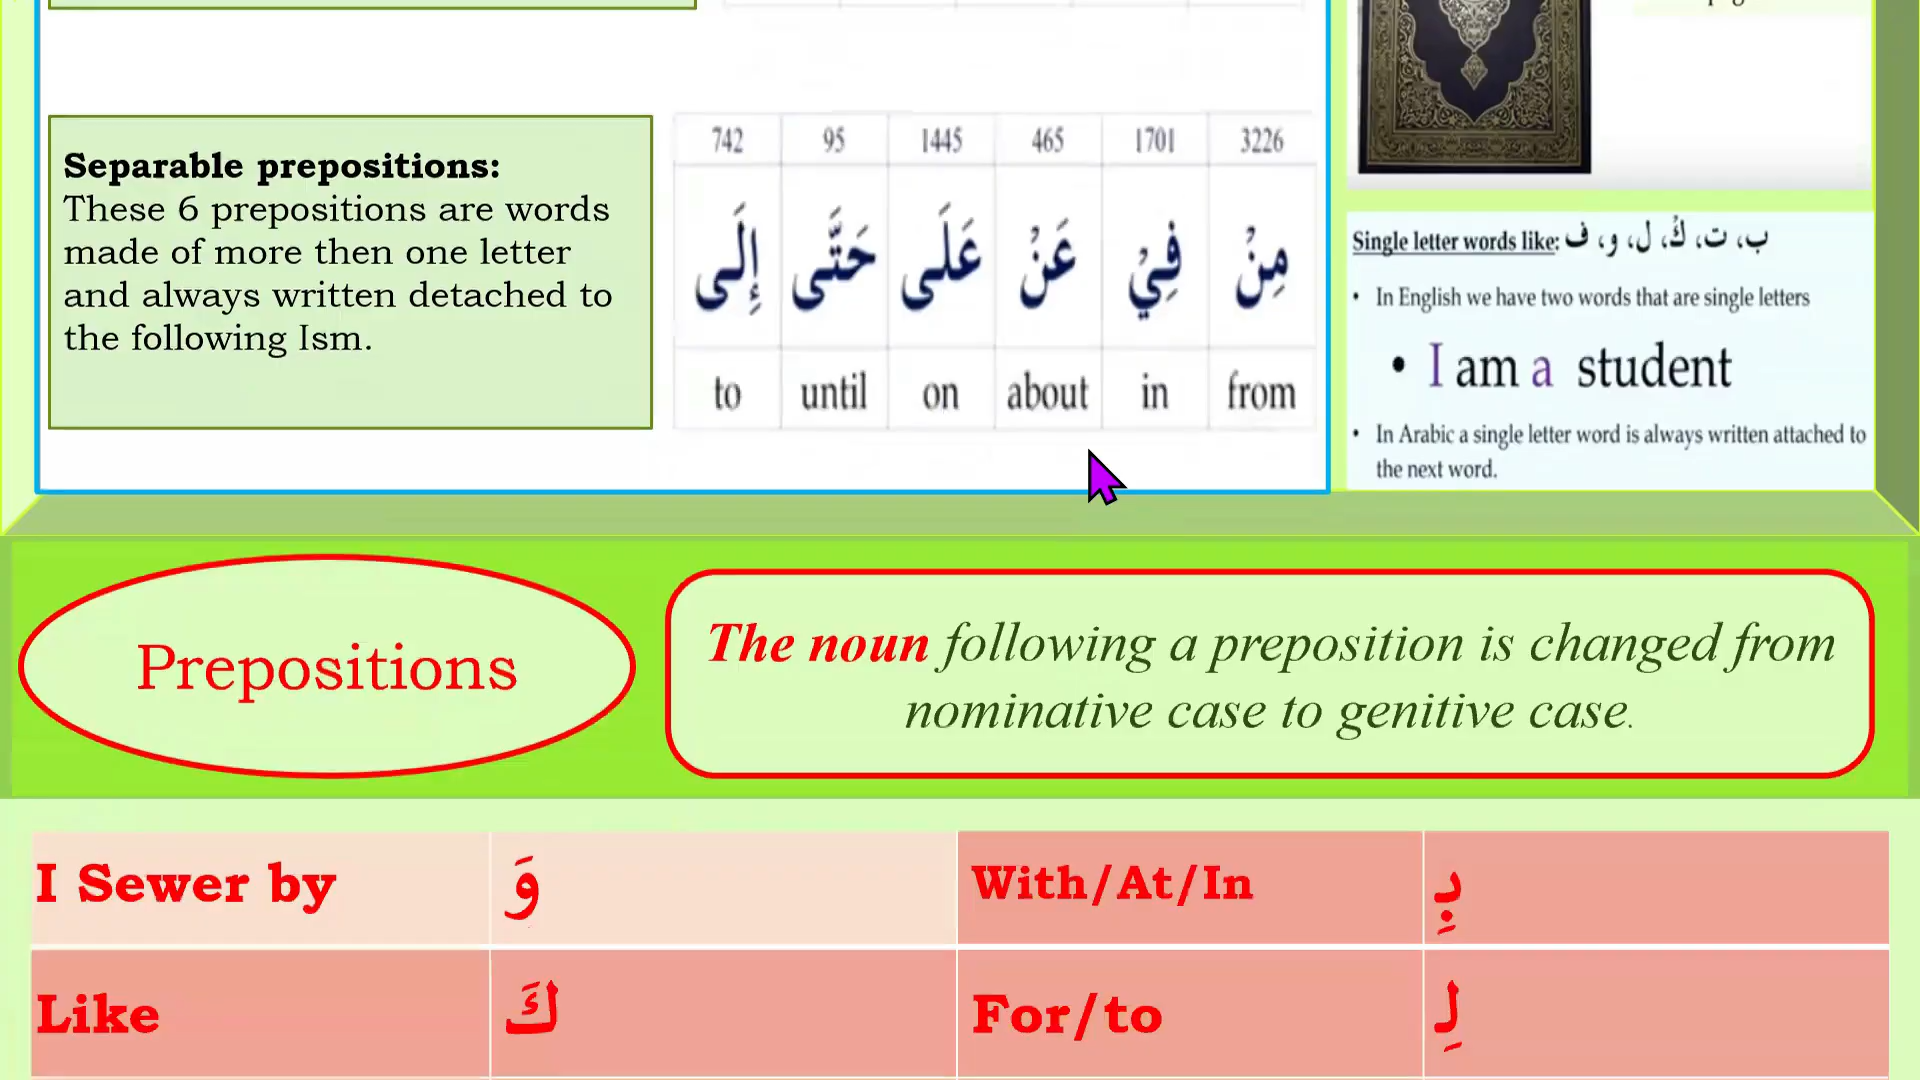 Separable prepositions:
These 6 prepositions are words
made of more then one letter
and always written detached to
the following Ism.
742 95 1445 465 1701 3226
إِلَى حَتَّى عَلَى عَنْ فِيْ مِنْ
to until on about in from
Single letter words like: ب، ت، كَ، ل، و، ف
• In English we have two words that are single letters
• I am a student
• In Arabic a single letter word is always written attached to
the next word.
Prepositions
The noun following a preposition is changed from
nominative case to genitive case.
I Sewer by وَ With/At/In بِ
Like كَ For/to لِ